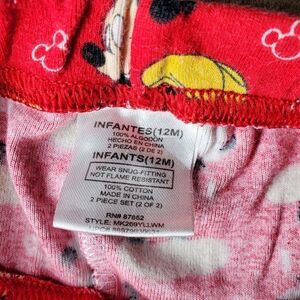 INFANTES(12M)
100% ALGODON
HECHO EN CHINA
2 PIEZAS (2 DE 2)
INFANTS(12M)
WEAR SNUG-FITTING
NOT FLAME RESISTANT
100% COTTON
MADE IN CHINA
2 PIECE SET (2 OF 2)
RN# 87652
STYLE: MK269YLLWM